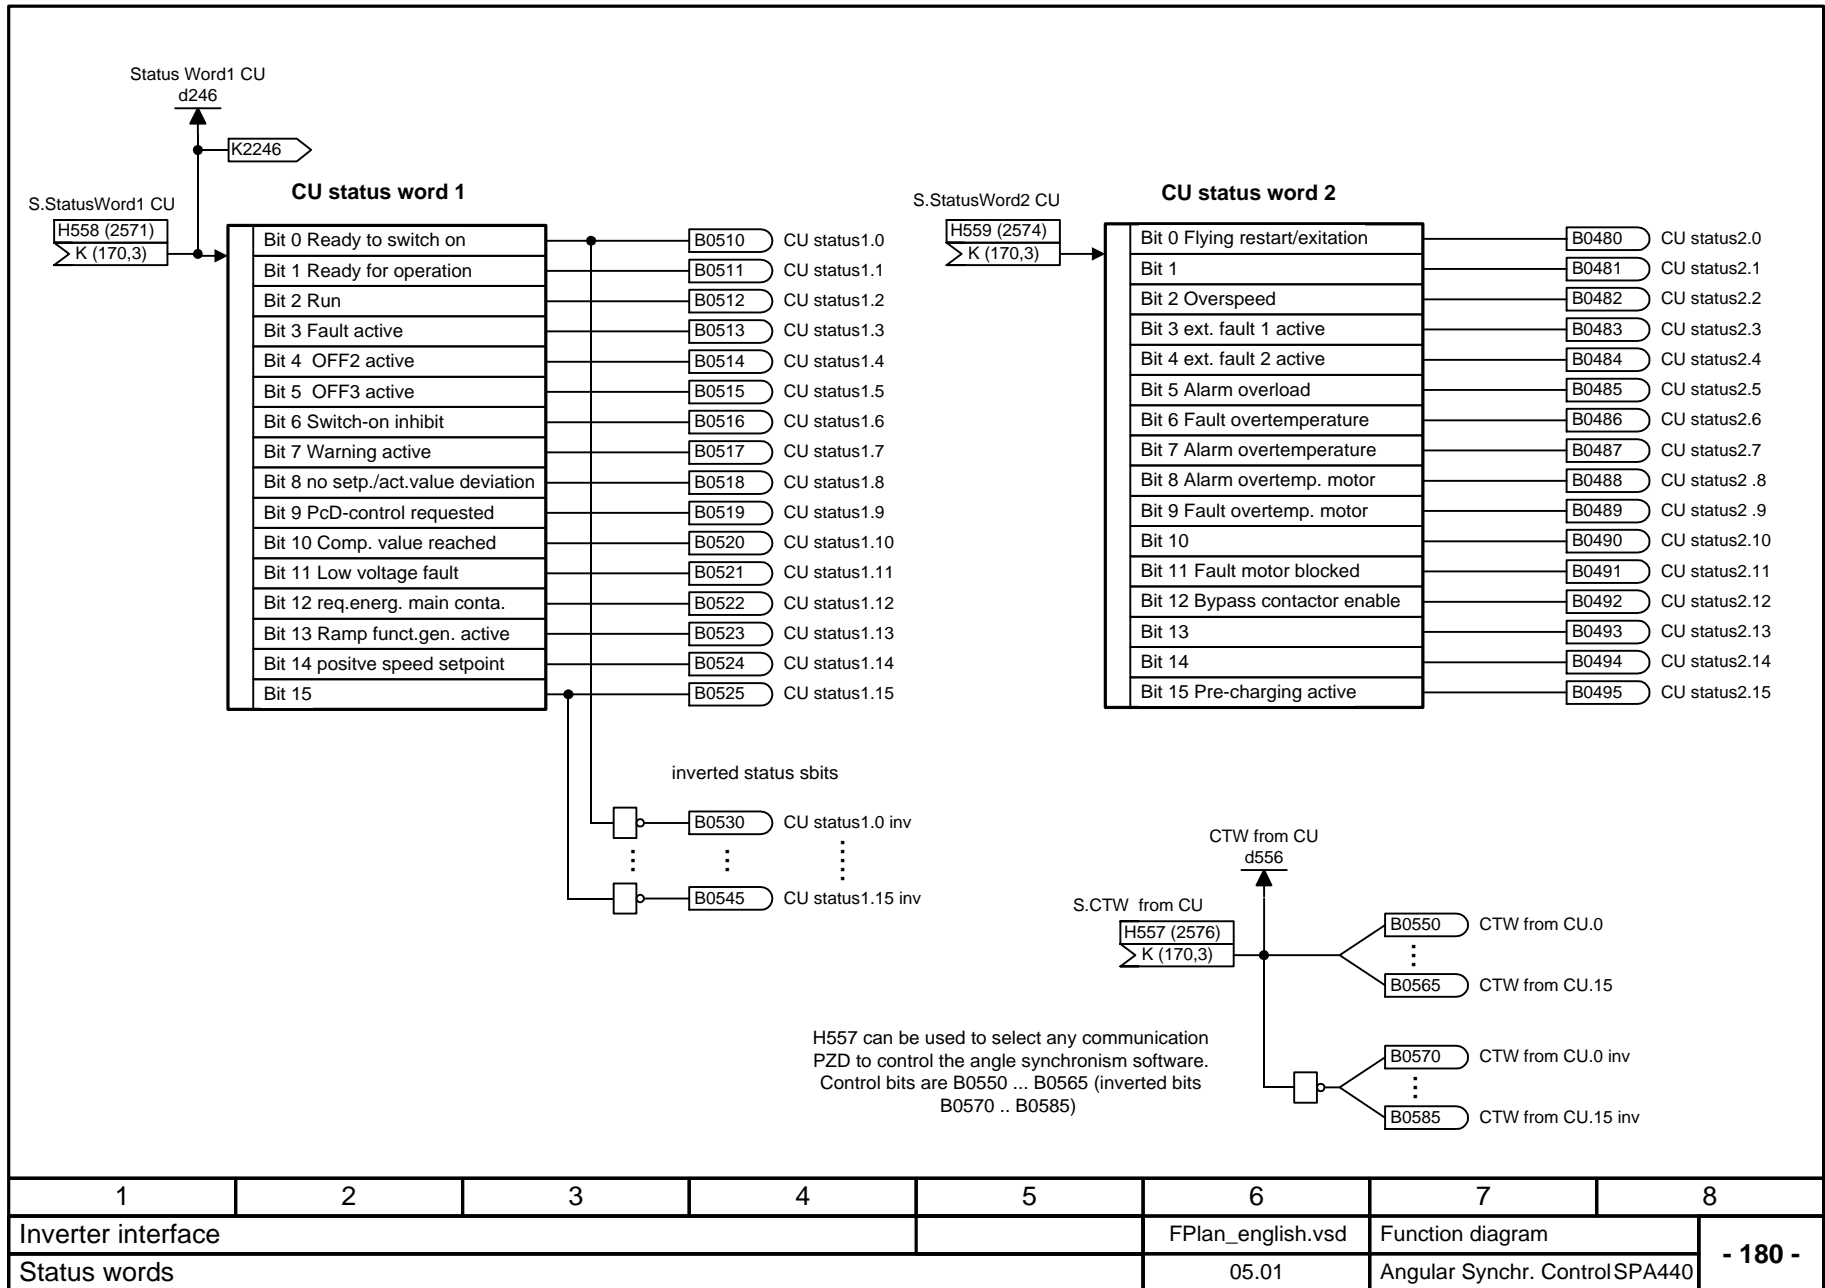 Status Word1 CU
d246
K2246
CU status word 1
S.StatusWord1 CU
H558 (2571)
K (170,3)
Bit 0 Ready to switch on B0510 CU status1.0
Bit 1 Ready for operation B0511 CU status1.1
Bit 2 Run B0512 CU status1.2
Bit 3 Fault active B0513 CU status1.3
Bit 4 OFF2 active B0514 CU status1.4
Bit 5 OFF3 active B0515 CU status1.5
Bit 6 Switch-on inhibit B0516 CU status1.6
Bit 7 Warning active B0517 CU status1.7
Bit 8 no setp./act.value deviation B0518 CU status1.8
Bit 9 PcD-control requested B0519 CU status1.9
Bit 10 Comp. value reached B0520 CU status1.10
Bit 11 Low voltage fault B0521 CU status1.11
Bit 12 req.energ. main conta. B0522 CU status1.12
Bit 13 Ramp funct.gen. active B0523 CU status1.13
Bit 14 positve speed setpoint B0524 CU status1.14
Bit 15 B0525 CU status1.15
inverted status sbits
B0530 CU status1.0 inv
B0545 CU status1.15 inv
CU status word 2
S.StatusWord2 CU
H559 (2574)
K (170,3)
Bit 0 Flying restart/exitation B0480 CU status2.0
Bit 1 B0481 CU status2.1
Bit 2 Overspeed B0482 CU status2.2
Bit 3 ext. fault 1 active B0483 CU status2.3
Bit 4 ext. fault 2 active B0484 CU status2.4
Bit 5 Alarm overload B0485 CU status2.5
Bit 6 Fault overtemperature B0486 CU status2.6
Bit 7 Alarm overtemperature B0487 CU status2.7
Bit 8 Alarm overtemp. motor B0488 CU status2 .8
Bit 9 Fault overtemp. motor B0489 CU status2 .9
Bit 10 B0490 CU status2.10
Bit 11 Fault motor blocked B0491 CU status2.11
Bit 12 Bypass contactor enable B0492 CU status2.12
Bit 13 B0493 CU status2.13
Bit 14 B0494 CU status2.14
Bit 15 Pre-charging active B0495 CU status2.15
CTW from CU
d556
S.CTW from CU
H557 (2576)
K (170,3)
B0550 CTW from CU.0
B0565 CTW from CU.15
B0570 CTW from CU.0 inv
B0585 CTW from CU.15 inv
H557 can be used to select any communication
PZD to control the angle synchronism software.
Control bits are B0550 ... B0565 (inverted bits
B0570 .. B0585)
1 2 3 4 5 6 7 8
Inverter interface FPlan_english.vsd Function diagram
- 180 -
Status words 05.01 Angular Synchr. Control SPA440